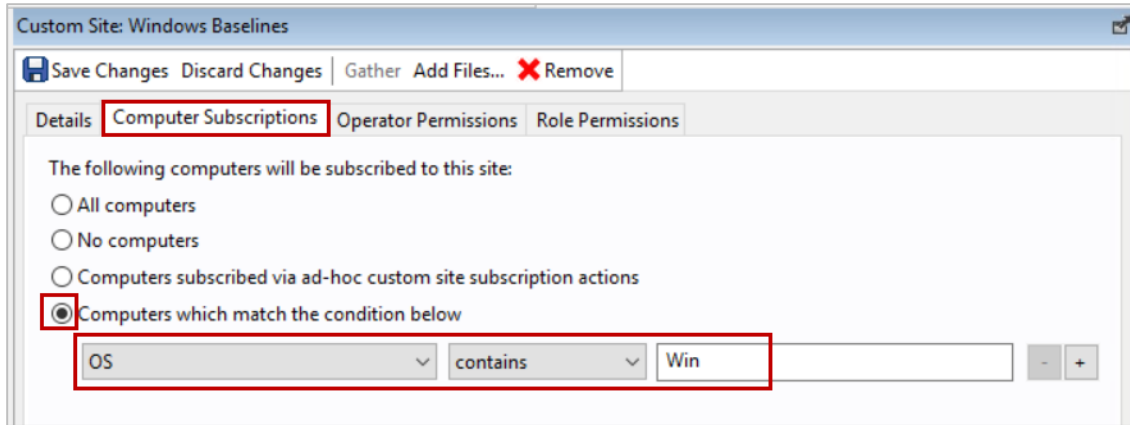 Custom Site: Windows Baselines
Save Changes Discard Changes Gather Add Files... Remove
Details Computer Subscriptions Operator Permissions Role Permissions
The following computers will be subscribed to this site:
All computers
No computers
Computers subscribed via ad-hoc custom site subscription actions
Computers which match the condition below
OS contains Win - +